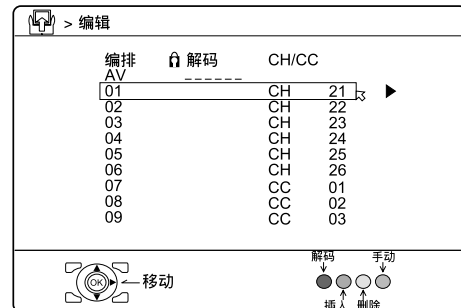 > 编辑
编排 解码 CH/CC
AV ------
01 CH 21
02 CH 22
03 CH 23
04 CH 24
05 CH 25
06 CH 26
07 CC 01
08 CC 02
09 CC 03
解码 手动
OK 移动
插入 删除